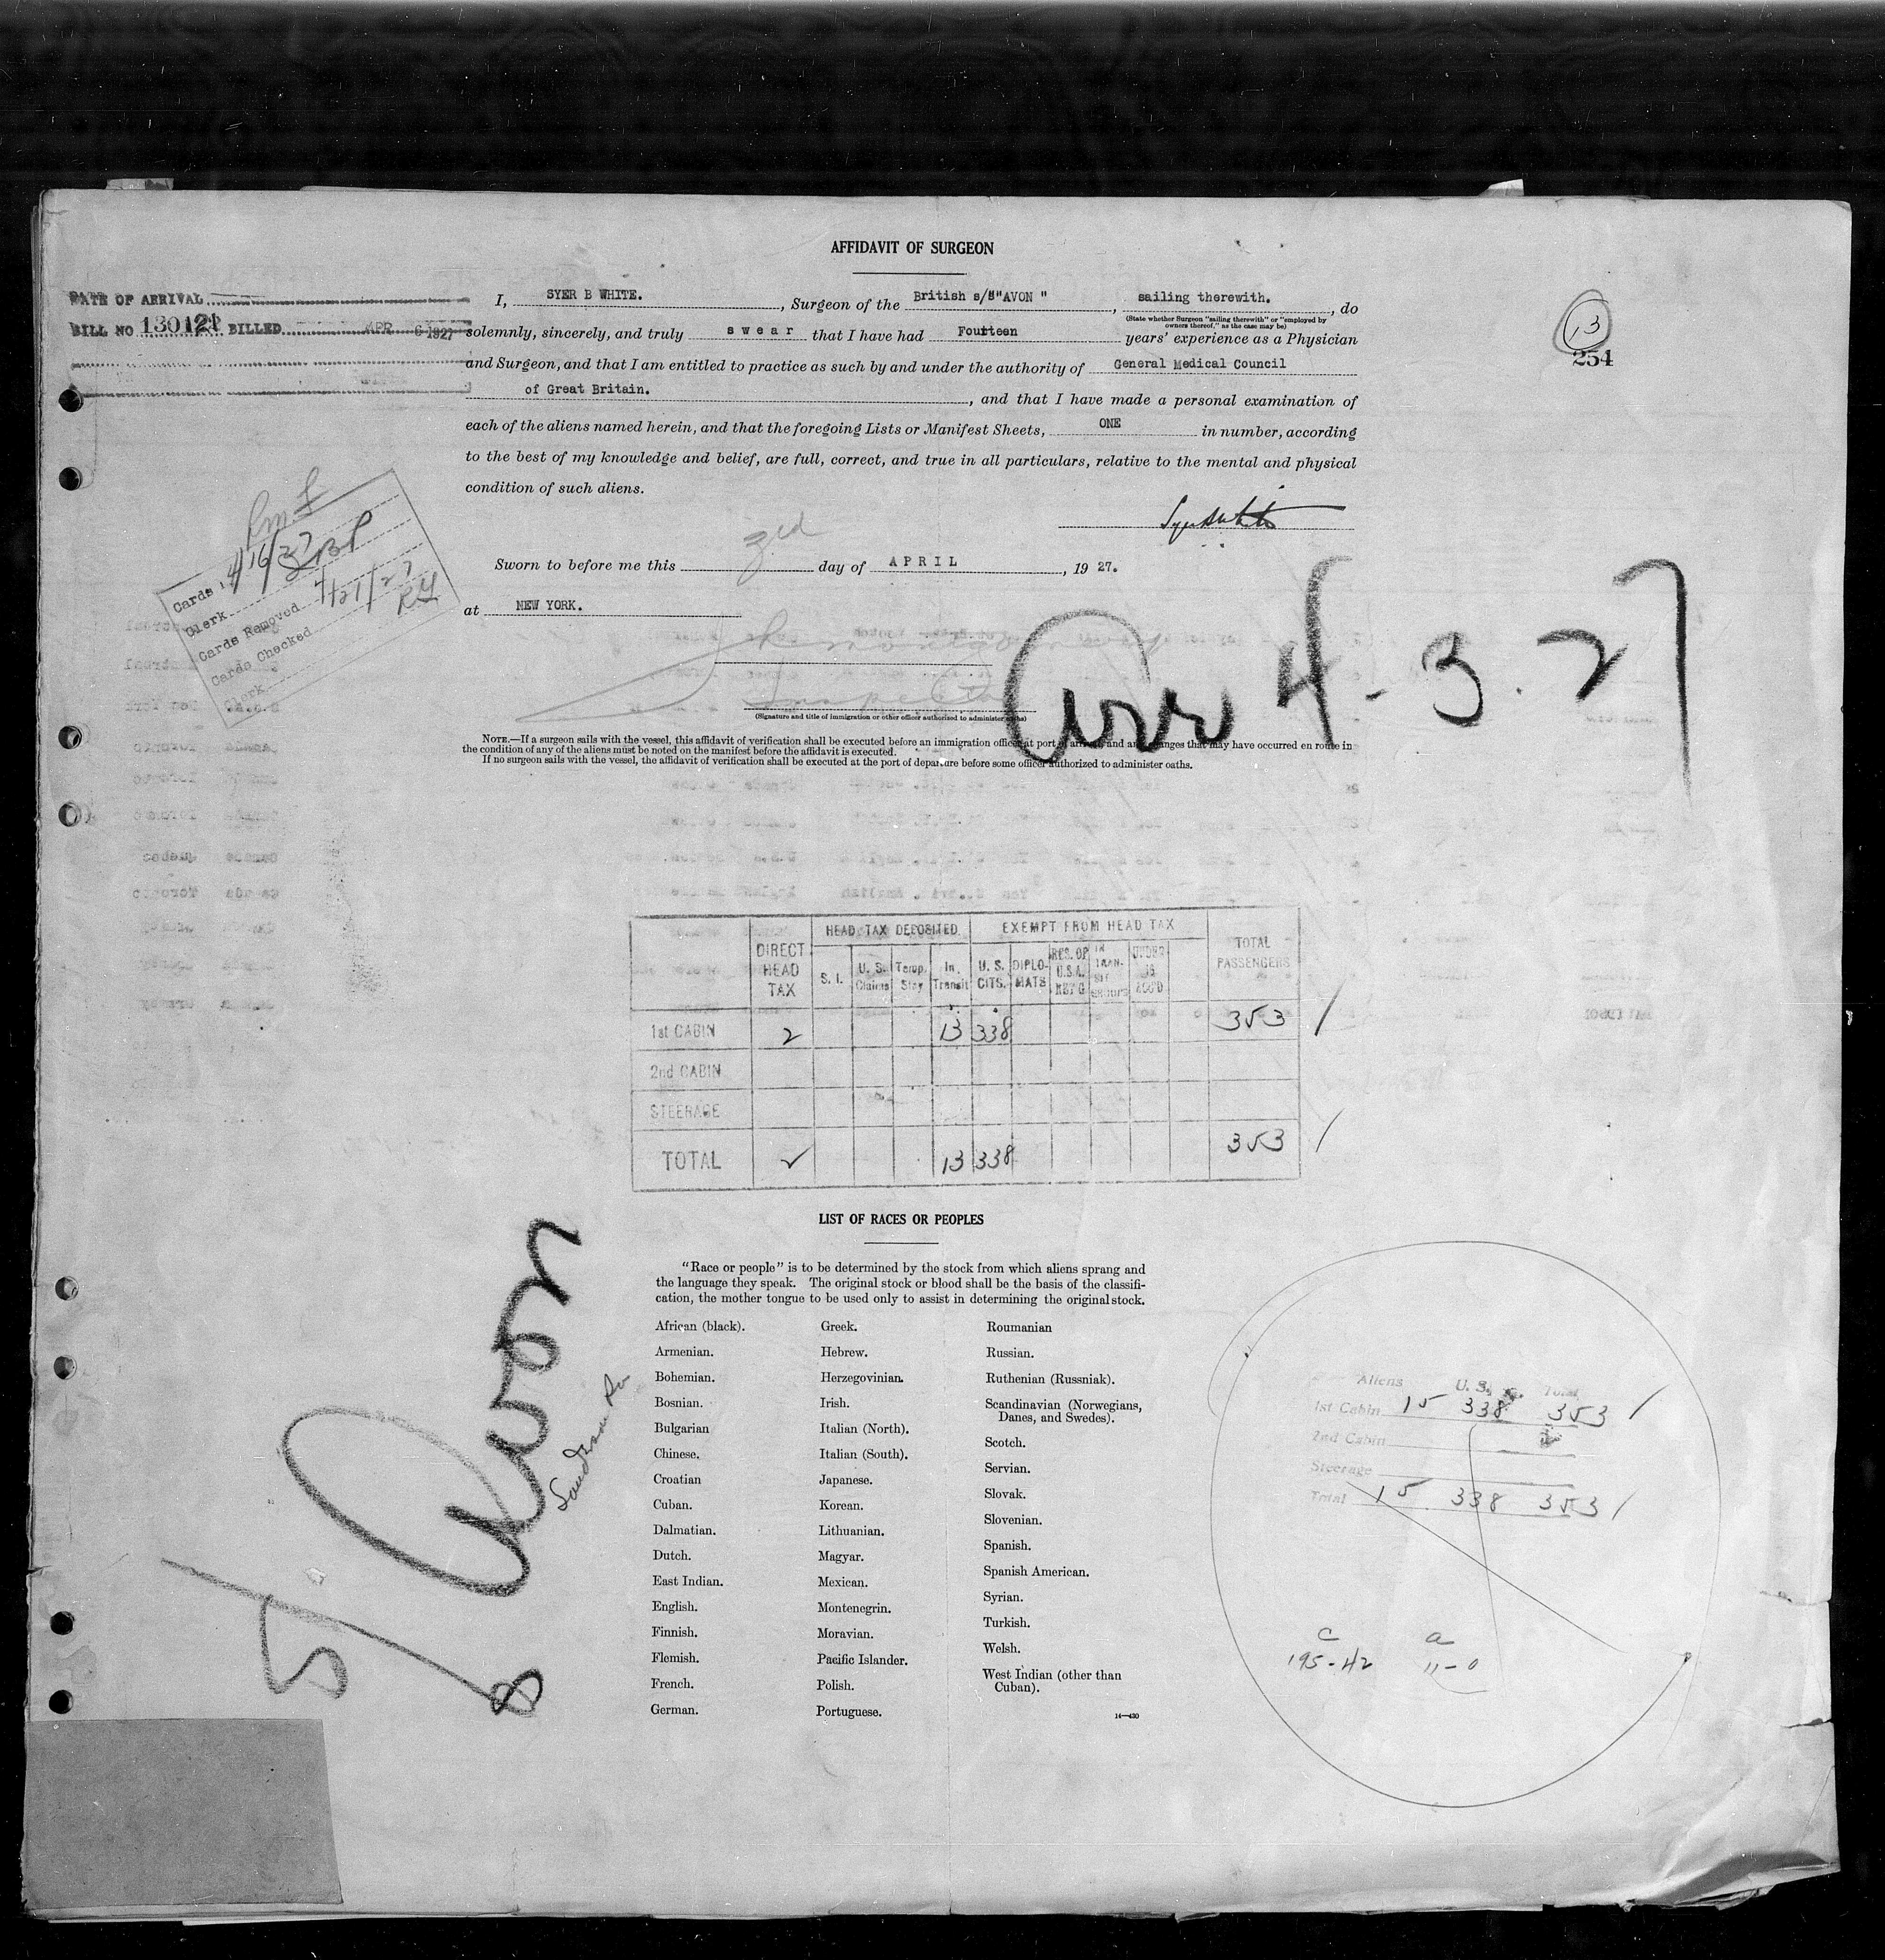 AFFIDAVIT OF SURGEON
DATE OF ARRIVAL
BILL NO 130121 BILLED APR 6 1927
13
254
I, SYER B WHITE. , Surgeon of the British s/s "AVON " , sailing therewith. , do
(State whether Surgeon "sailing therewith" or "employed by owners thereof," as the case may be)
solemnly, sincerely, and truly swear that I have had Fourteen years' experience as a Physician
and Surgeon, and that I am entitled to practice as such by and under the authority of General Medical Council
of Great Britain. , and that I have made a personal examination of
each of the aliens named herein, and that the foregoing Lists or Manifest Sheets, ONE in number, according
to the best of my knowledge and belief, are full, correct, and true in all particulars, relative to the mental and physical
condition of such aliens.
Sworn to before me this 3rd day of APRIL , 19 27.
at NEW YORK.
Inspector
(Signature and title of immigration or other officer authorized to administer oaths)
Arr 4-3-27
Cards 4/16/27
Clerk
Cards Removed 4/21/27
Cards Checked
Clerk
NOTE.—If a surgeon sails with the vessel, this affidavit of verification shall be executed before an immigration officer at port of arrival, and any changes that may have occurred en route in
the condition of any of the aliens must be noted on the manifest before the affidavit is executed.
If no surgeon sails with the vessel, the affidavit of verification shall be executed at the port of departure before some officer authorized to administer oaths.
HEAD TAX DEPOSITED EXEMPT FROM HEAD TAX
DIRECT HEAD TAX S. I. U. S. Claims Temp. Stay In Transit U. S. CITS. DIPLOMATS RES. OF U.S.A. RET'G IN TRANSIT GROUPS UNDER 16 ACC'D TOTAL PASSENGERS
1st CABIN 2 13 338 353
2nd CABIN
STEERAGE
TOTAL 2 13 338 353
LIST OF RACES OR PEOPLES
"Race or people" is to be determined by the stock from which aliens sprang and
the language they speak. The original stock or blood shall be the basis of the classifi-
cation, the mother tongue to be used only to assist in determining the original stock.
African (black). Greek. Roumanian
Armenian. Hebrew. Russian.
Bohemian. Herzegovinian. Ruthenian (Russniak).
Bosnian. Irish. Scandinavian (Norwegians, Danes, and Swedes).
Bulgarian Italian (North).
Chinese. Italian (South). Scotch.
Croatian Japanese. Servian.
Cuban. Korean. Slovak.
Dalmatian. Lithuanian. Slovenian.
Dutch. Magyar. Spanish.
East Indian. Mexican. Spanish American.
English. Montenegrin. Syrian.
Finnish. Moravian. Turkish.
Flemish. Pacific Islander. Welsh.
French. Polish. West Indian (other than Cuban).
German. Portuguese.
14—430
S/S Avon
Aliens U. S. C. Total
1st Cabin 15 338 353
2nd Cabin
Steerage
Total 15 338 353
C a
195-42 11-0